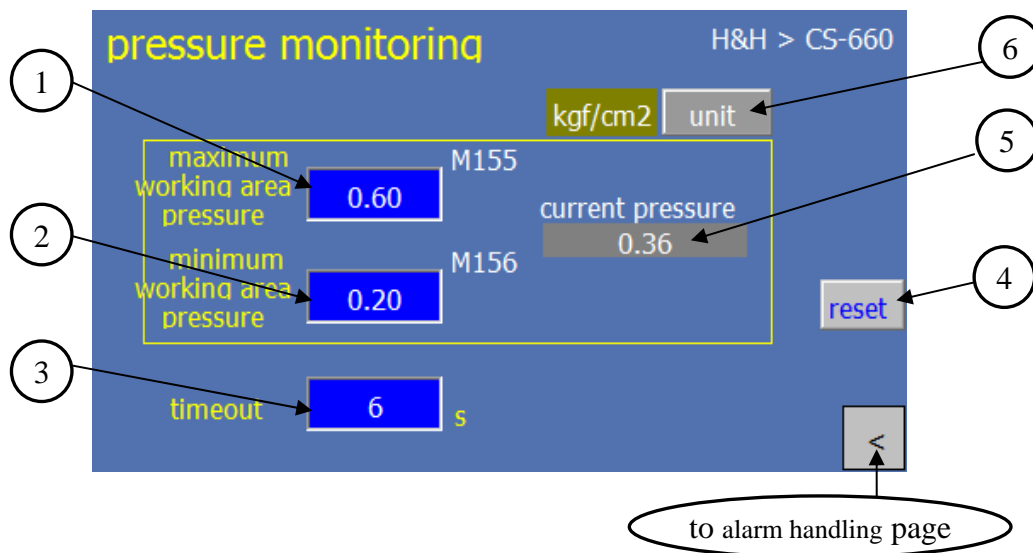 pressure monitoring
H&H > CS-660
6
1
kgf/cm2
unit
5
maximum
working area
pressure
0.60
M155
current pressure
0.36
2
minimum
working area
pressure
0.20
M156
4
reset
3
timeout
6
s
<
to alarm handling page